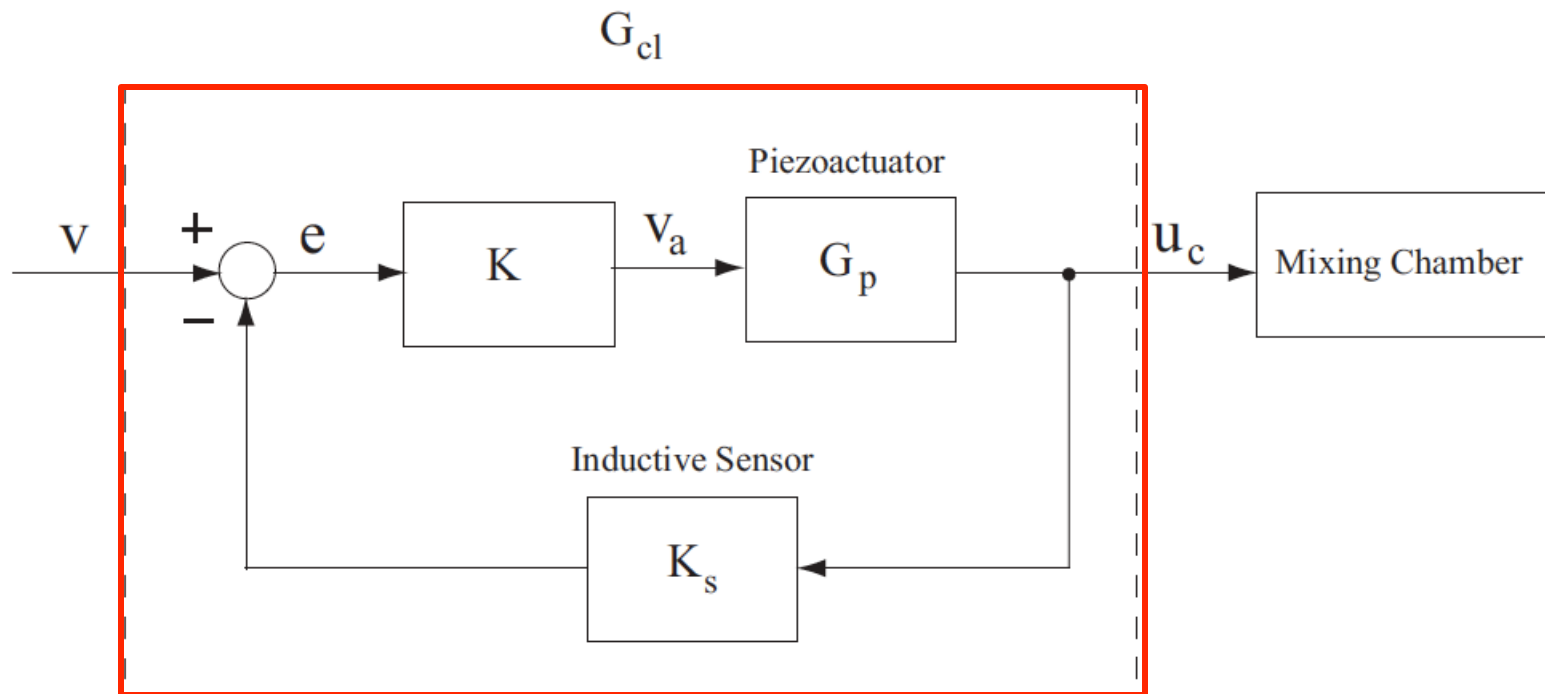 G_cl
Piezoactuator
v
+
e
K
v_a
G_p
u_c
Mixing Chamber
−
Inductive Sensor
K_s